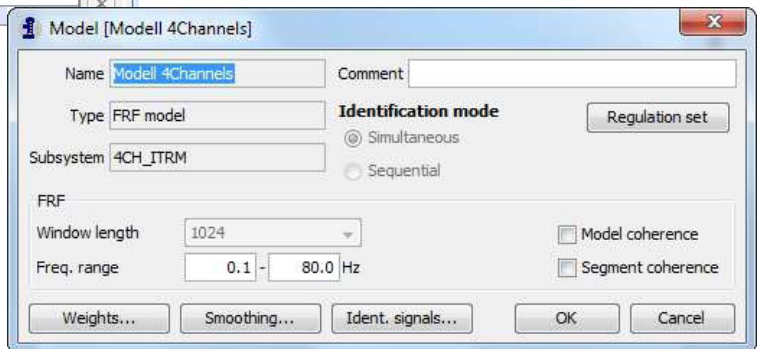 Model [Modell 4Channels]
Name Modell 4Channels Comment
Type FRF model Identification mode Regulation set
Simultaneous
Subsystem 4CH_ITRM
Sequential
FRF
Window length 1024 Model coherence
Freq. range 0.1 - 80.0 Hz Segment coherence
Weights... Smoothing... Ident. signals... OK Cancel